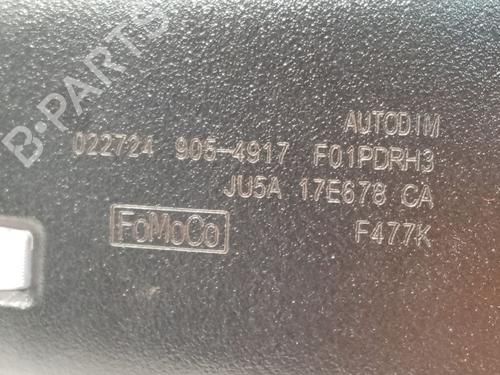 B-PARTS
AUTODIM
022724 905-4917 F01PDRH3
JU5A 17E678 CA
FoMoCo F477K